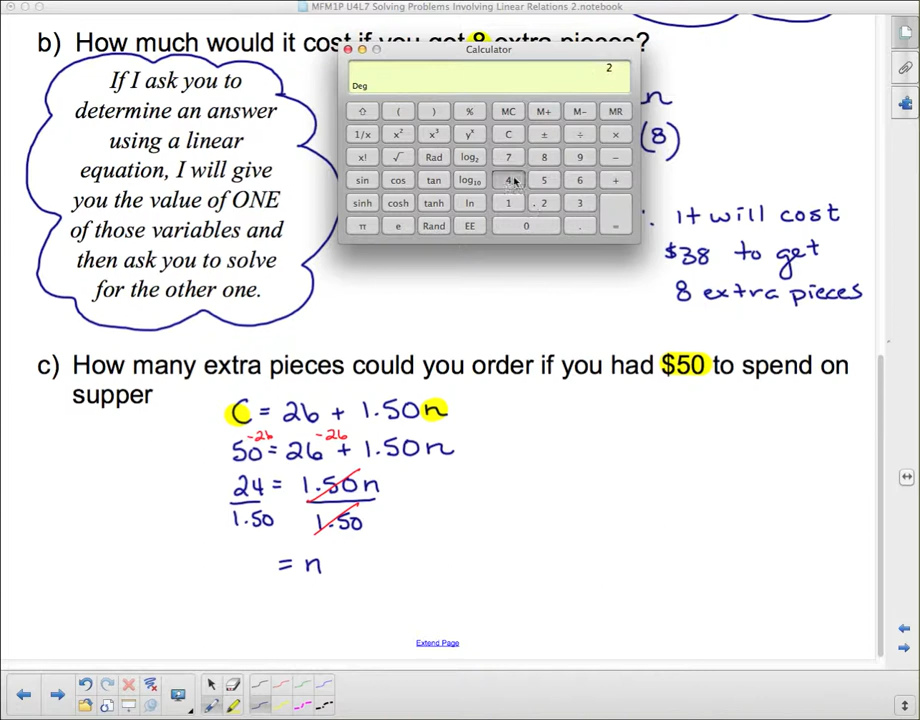 MFM1P U4L7 Solving Problems Involving Linear Relations 2.notebook
b) How much would it cost if you get 8 extra pieces?
If I ask you to
determine an answer
using a linear
equation, I will give
you the value of ONE
of those variables and
then ask you to solve
for the other one.
Calculator
2
Deg
( ) % MC M+ M− MR
1/x x² x³ yˣ C ± ÷ ×
x! √ Rad log₂ 7 8 9 −
sin cos tan log₁₀ 4 5 6 +
sinh cosh tanh ln 1 2 3
π e Rand EE 0 . =
n
(8)
∴ it will cost
$38 to get
8 extra pieces
c) How many extra pieces could you order if you had $50 to spend on
supper
C = 26 + 1.50n
-26 -26
50 = 26 + 1.50n
24 = 1.50n
1.50 1.50
= n
Extend Page